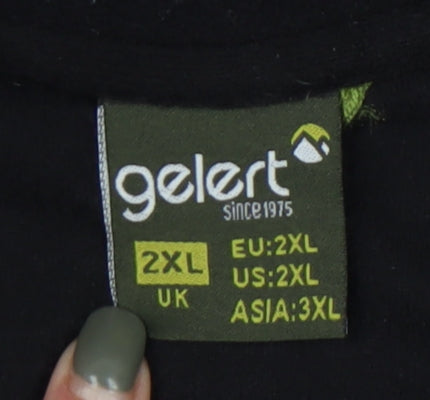 gelert
since1975
2XL
UK
EU:2XL
US:2XL
ASIA:3XL